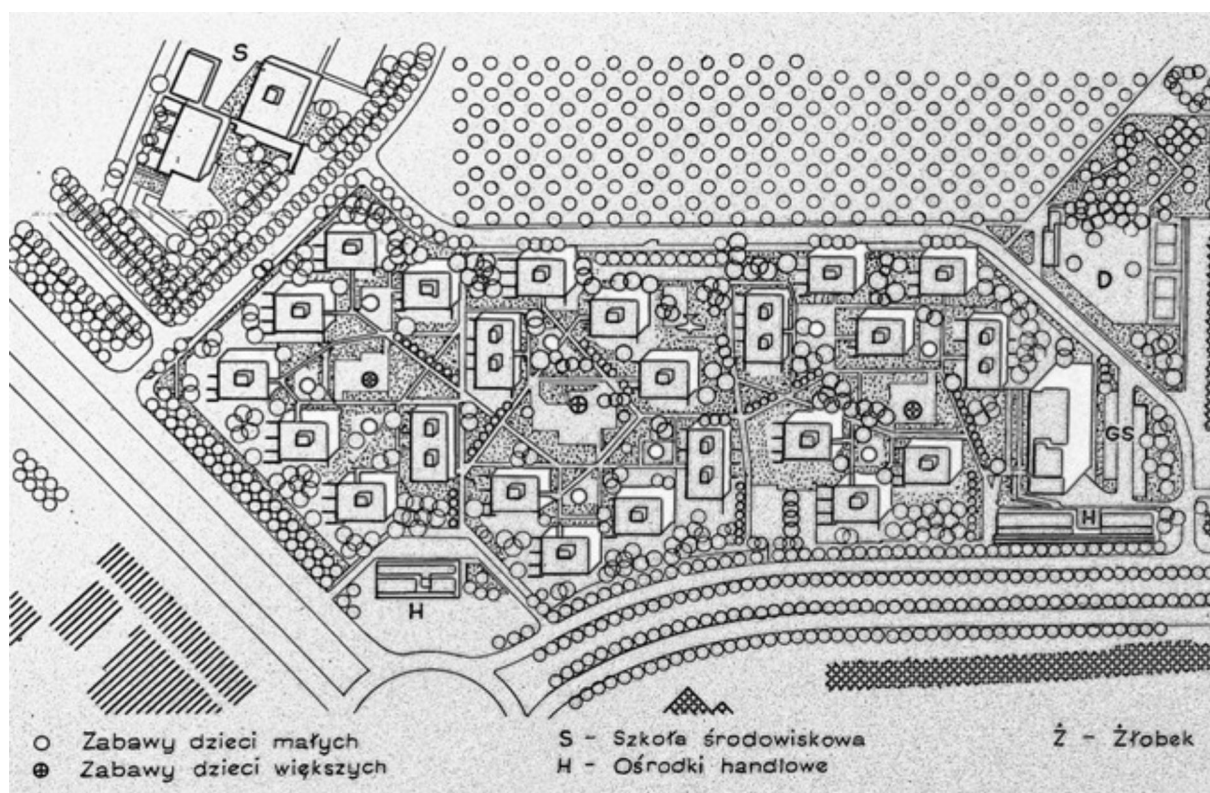 S
D
GS
H
H
Zabawy dzieci małych
Zabawy dzieci większych
S - Szkoła środowiskowa
H - Ośrodki handlowe
Ż - Żłobek